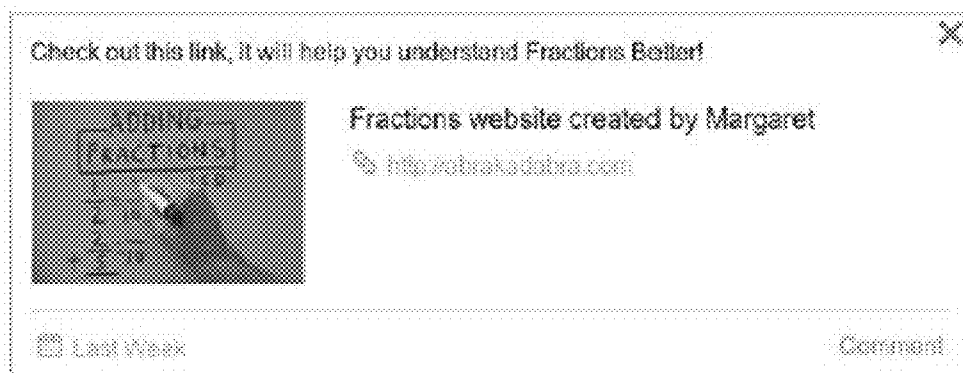 Check out this link, it will help you understand Fractions Better!
ADDING
FRACTIONS
Fractions website created by Margaret
http://abrakadabra.com
Last Week
Comment